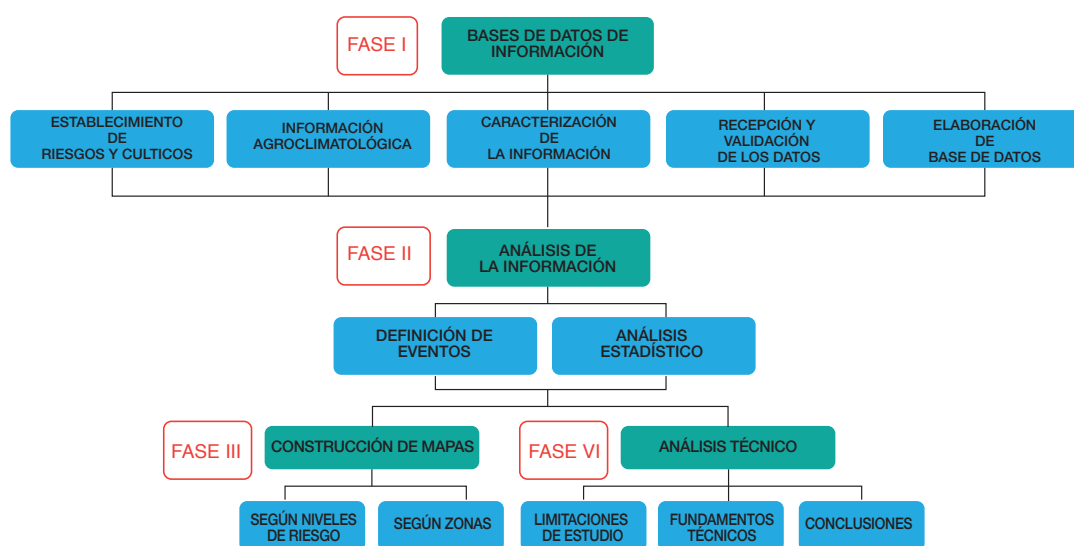 FASE I
BASES DE DATOS DE
INFORMACIÓN
ESTABLECIMIENTO
DE
RIESGOS Y CULTICOS
INFORMACIÓN
AGROCLIMATOLÓGICA
CARACTERIZACIÓN
DE
LA INFORMACIÓN
RECEPCIÓN Y
VALIDACIÓN
DE LOS DATOS
ELABORACIÓN
DE
BASE DE DATOS
FASE II
ANÁLISIS DE
LA INFORMACIÓN
DEFINICIÓN DE
EVENTOS
ANÁLISIS
ESTADÍSTICO
FASE III
CONSTRUCCIÓN DE MAPAS
FASE VI
ANÁLISIS TÉCNICO
SEGÚN NIVELES
DE RIESGO
SEGÚN ZONAS
LIMITACIONES
DE ESTUDIO
FUNDAMENTOS
TÉCNICOS
CONCLUSIONES